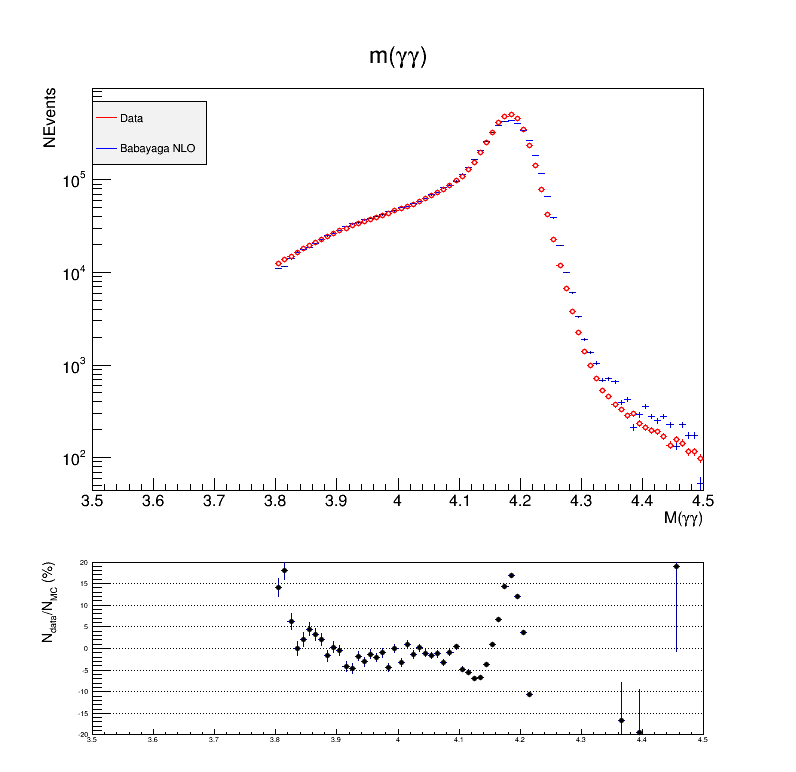 m(γγ)
NEvents
Data
Babayaga NLO
10^5
10^4
10^3
10^2
3.5 3.6 3.7 3.8 3.9 4 4.1 4.2 4.3 4.4 4.5
M(γγ)
N_data/N_MC (%)
20
15
10
5
0
-5
-10
-15
-20
3.5 3.6 3.7 3.8 3.9 4 4.1 4.2 4.3 4.4 4.5